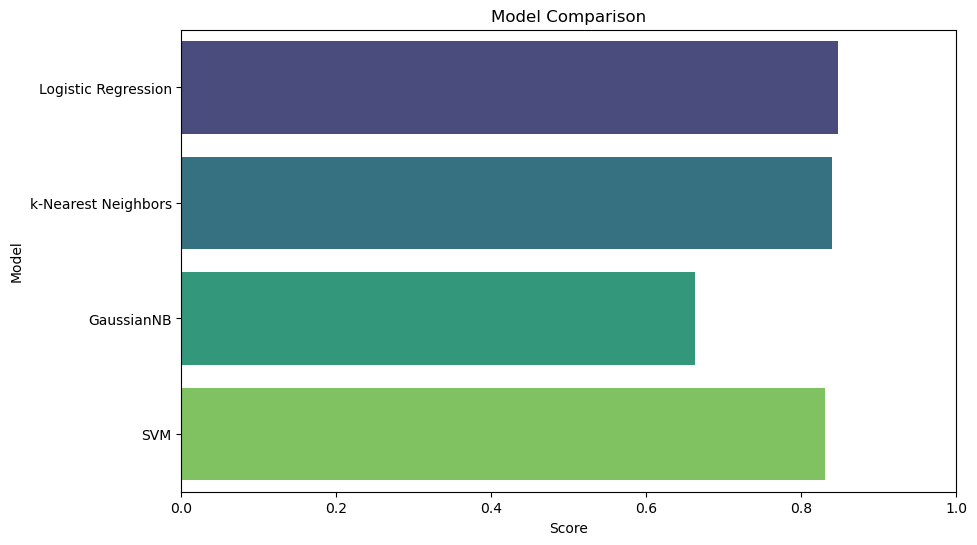 Model Comparison
Model
Logistic Regression
k-Nearest Neighbors
GaussianNB
SVM
0.0 0.2 0.4 0.6 0.8 1.0
Score